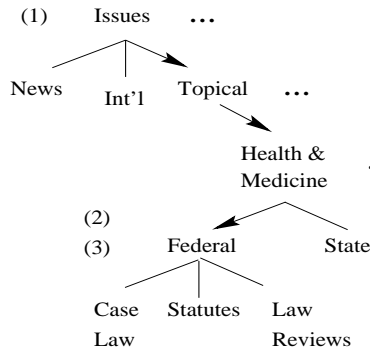 (1) Issues ...
News Int'l Topical ...
Health &
Medicine
(2)
(3) Federal State
Case Statutes Law
Law Reviews